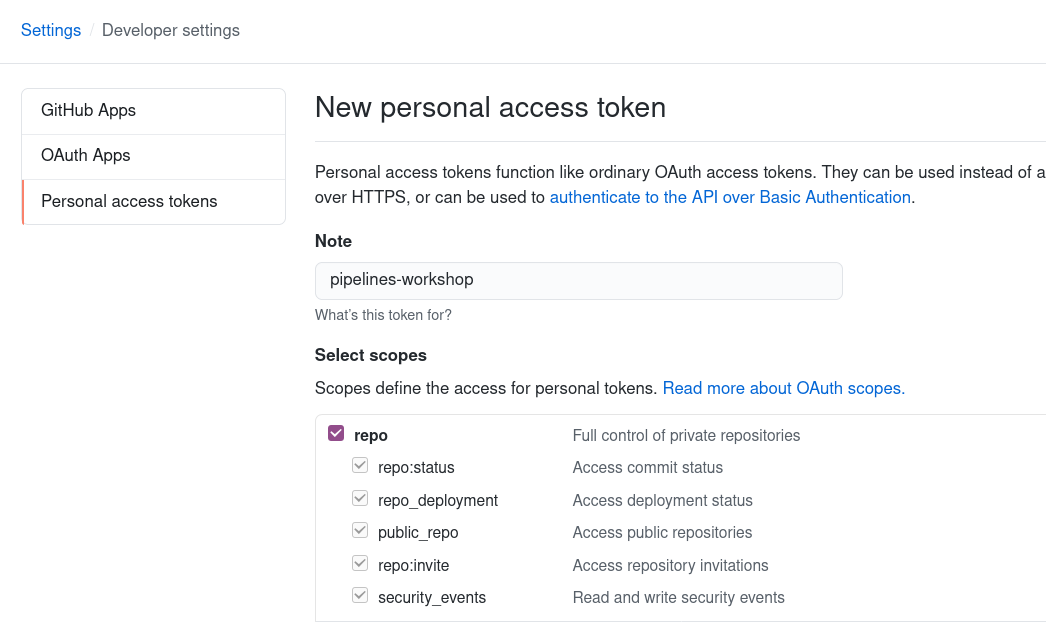 Settings / Developer settings
GitHub Apps
OAuth Apps
Personal access tokens
New personal access token
Personal access tokens function like ordinary OAuth access tokens. They can be used instead of a
over HTTPS, or can be used to authenticate to the API over Basic Authentication.
Note
pipelines-workshop
What's this token for?
Select scopes
Scopes define the access for personal tokens. Read more about OAuth scopes.
repo Full control of private repositories
repo:status Access commit status
repo_deployment Access deployment status
public_repo Access public repositories
repo:invite Access repository invitations
security_events Read and write security events